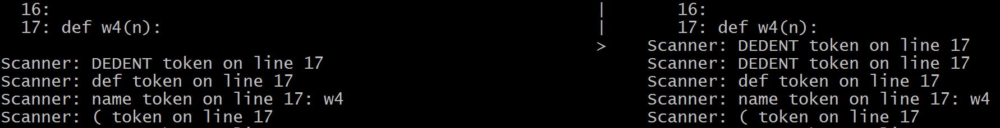 16:                                                  |      16:
17: def w4(n):                                       |      17: def w4(n):
                                                     >    Scanner: DEDENT token on line 17
Scanner: DEDENT token on line 17                          Scanner: DEDENT token on line 17
Scanner: def token on line 17                             Scanner: def token on line 17
Scanner: name token on line 17: w4                        Scanner: name token on line 17: w4
Scanner: ( token on line 17                               Scanner: ( token on line 17